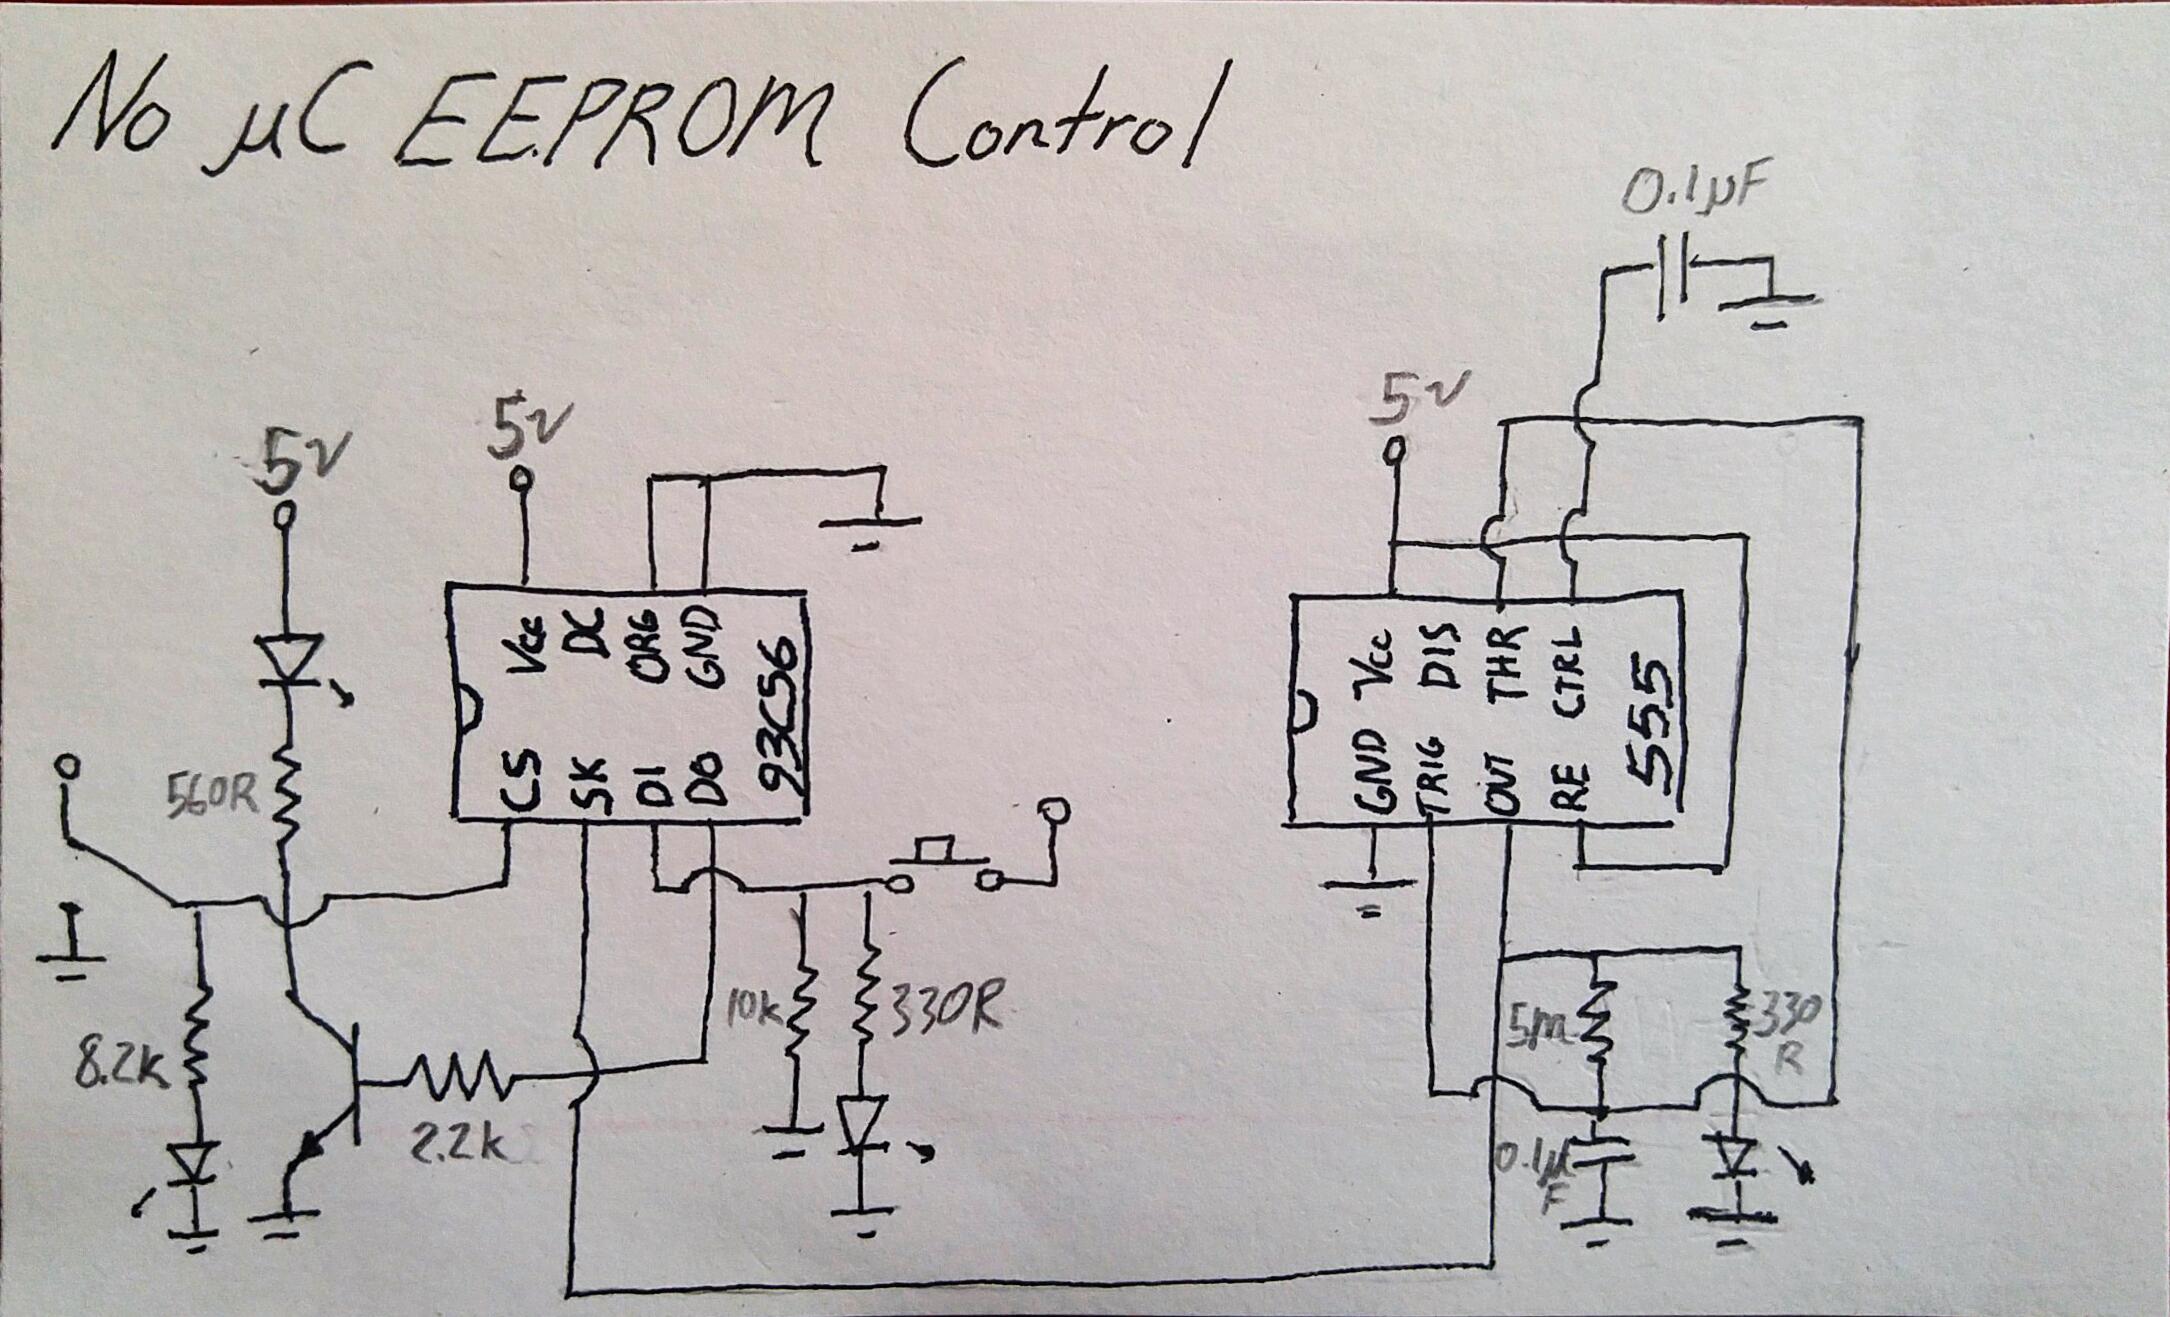 No µC EEPROM Control
0.1µF
5v
5v
5v
Vcc DC ORG GND
93C56
CS SK DI DO
Vcc DIS THR CTRL
555
GND TRIG OUT RE
560R
8.2k
2.2k
10k
330R
5m
330
R
0.1µ
F